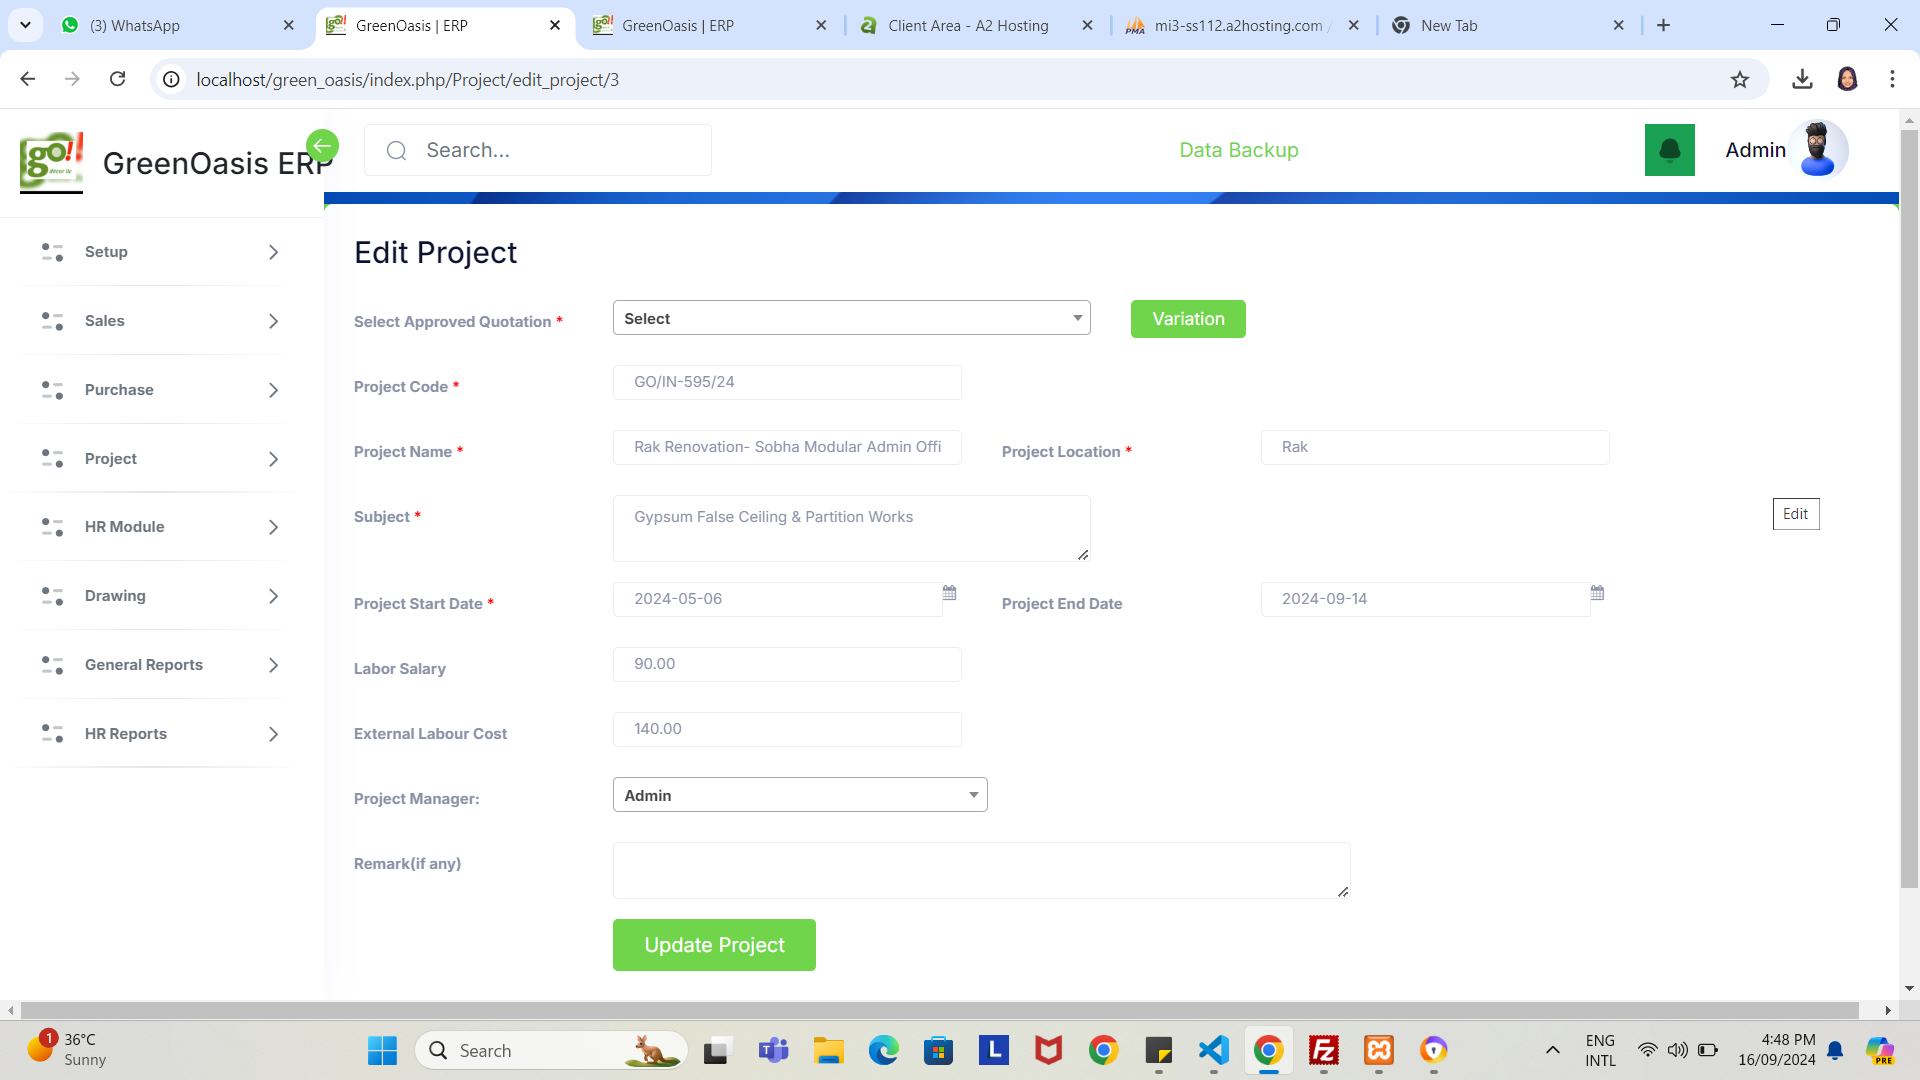 (3) WhatsApp
GreenOasis | ERP
GreenOasis | ERP
Client Area - A2 Hosting
mi3-ss112.a2hosting.com /
New Tab
localhost/green_oasis/index.php/Project/edit_project/3
go!
GreenOasis ERP
Search...
Data Backup
Admin
Setup
Sales
Purchase
Project
HR Module
Drawing
General Reports
HR Reports
Edit Project
Select Approved Quotation *
Select
Variation
Project Code *
GO/IN-595/24
Project Name *
Rak Renovation- Sobha Modular Admin Offi
Project Location *
Rak
Subject *
Gypsum False Ceiling & Partition Works
Edit
Project Start Date *
2024-05-06
Project End Date
2024-09-14
Labor Salary
90.00
External Labour Cost
140.00
Project Manager:
Admin
Remark(if any)
Update Project
1
36°C
Sunny
Search
L
ENG
INTL
4:48 PM
16/09/2024
PRE